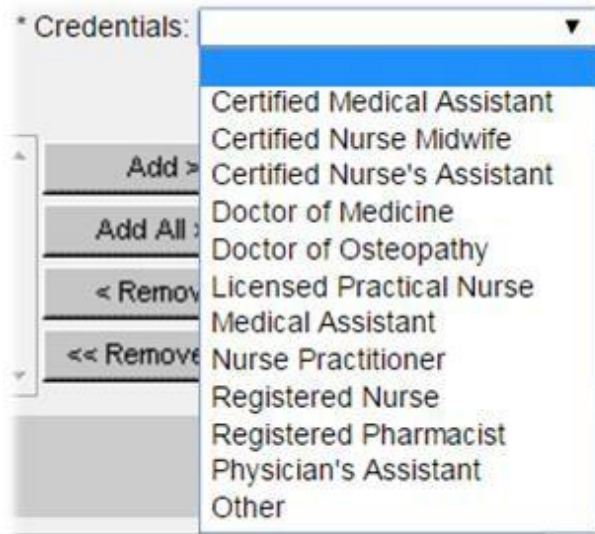 * Credentials:
Certified Medical Assistant
Certified Nurse Midwife
Certified Nurse's Assistant
Doctor of Medicine
Doctor of Osteopathy
Licensed Practical Nurse
Medical Assistant
Nurse Practitioner
Registered Nurse
Registered Pharmacist
Physician's Assistant
Other
Add >
Add All >
< Remov
<< Remove